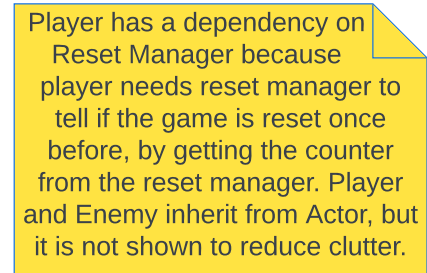 Player has a dependency on
Reset Manager because
player needs reset manager to
tell if the game is reset once
before, by getting the counter
from the reset manager. Player
and Enemy inherit from Actor, but
it is not shown to reduce clutter.